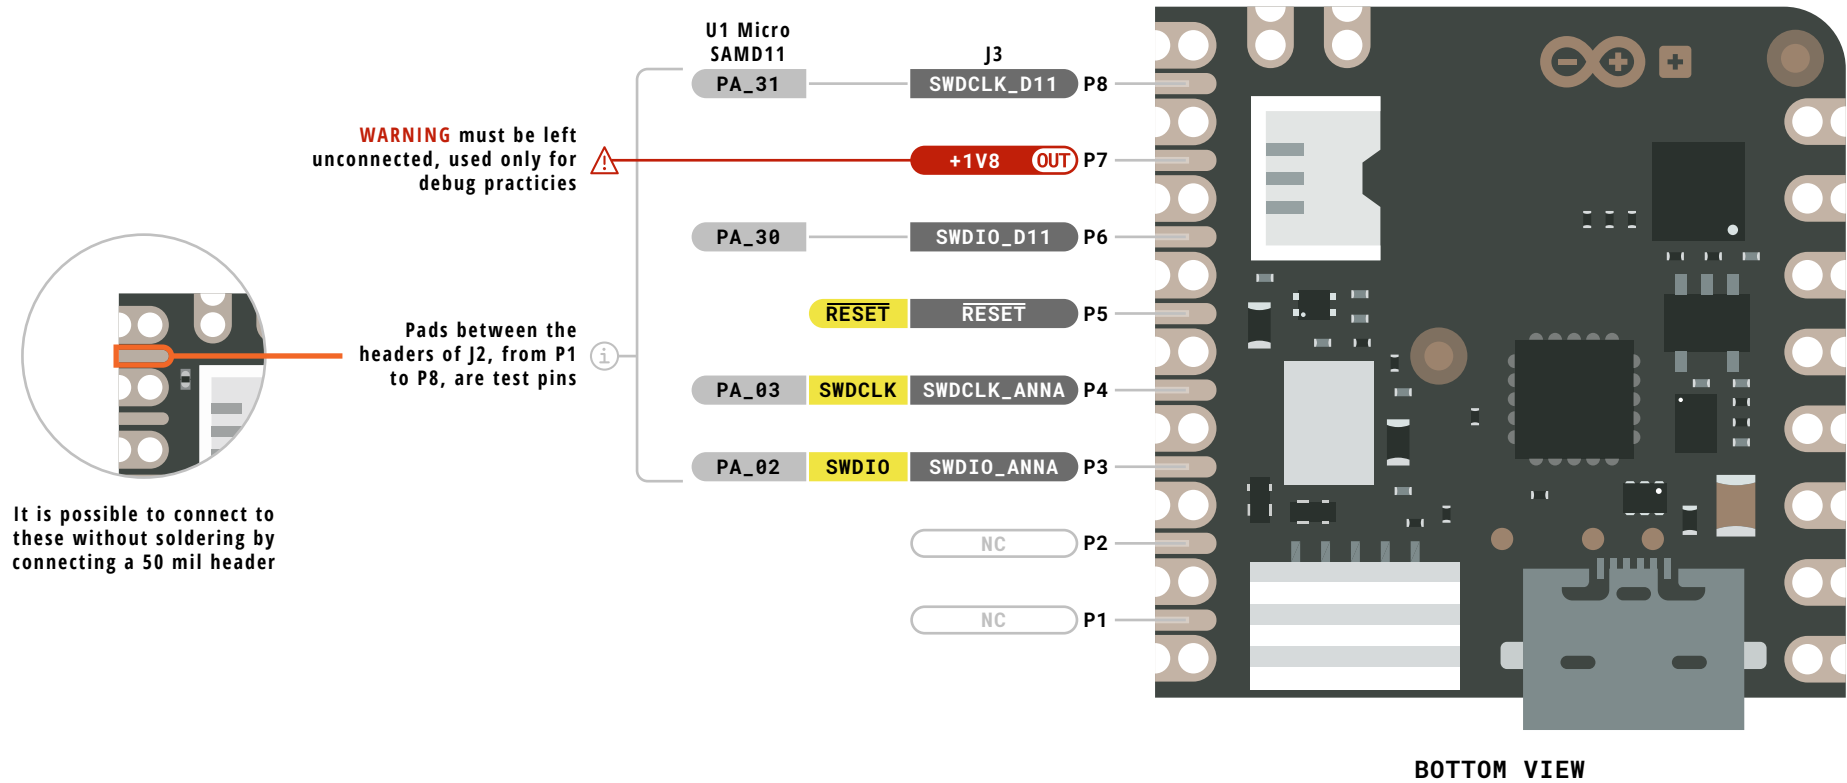 U1 Micro
SAMD11
J3
PA_31 SWDCLK_D11 P8
WARNING must be left
unconnected, used only for
debug practicies
+1V8 OUT P7
PA_30 SWDIO_D11 P6
RESET RESET P5
Pads between the
headers of J2, from P1
to P8, are test pins
i
PA_03 SWDCLK SWDCLK_ANNA P4
PA_02 SWDIO SWDIO_ANNA P3
It is possible to connect to
these without soldering by
connecting a 50 mil header
NC P2
NC P1
BOTTOM VIEW